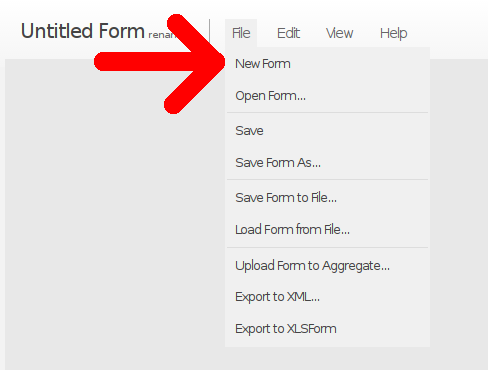 Untitled Form
File Edit View Help
New Form
Open Form...
Save
Save Form As...
Save Form to File...
Load Form from File...
Upload Form to Aggregate...
Export to XML...
Export to XLSForm